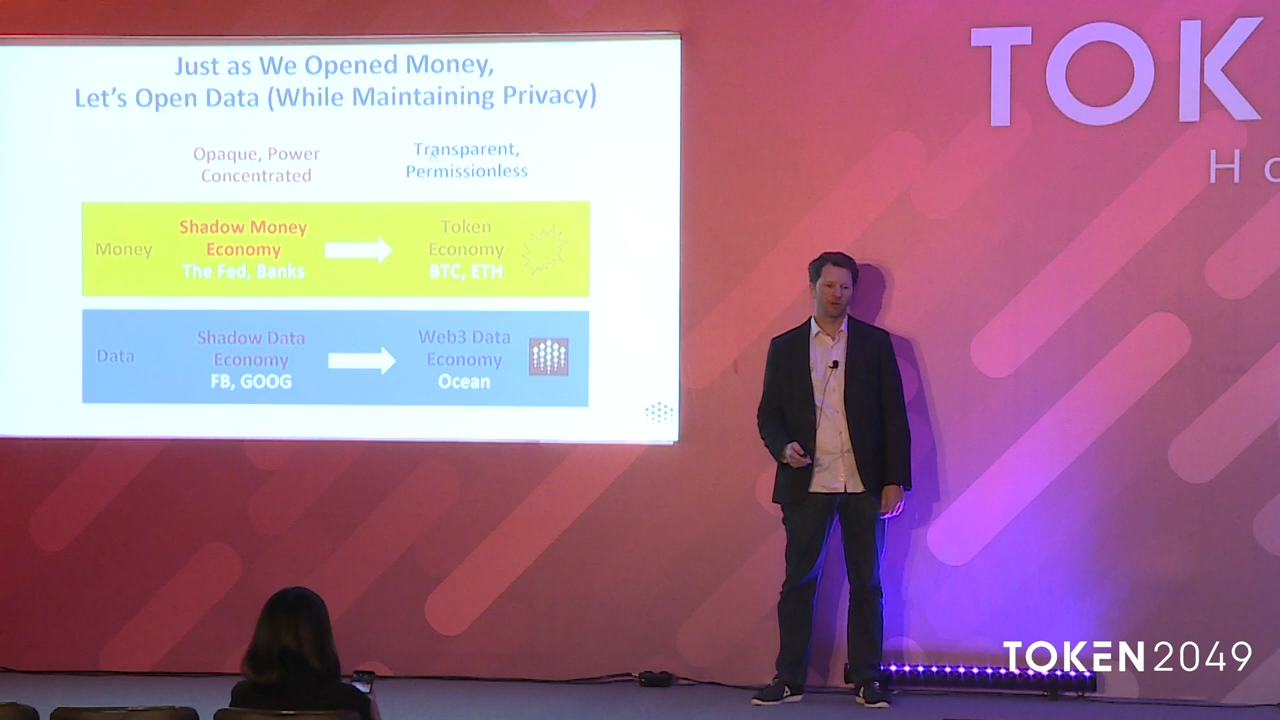 Just as We Opened Money,
Let's Open Data (While Maintaining Privacy)
Opaque, Power
Concentrated
Transparent,
Permissionless
Money
Shadow Money
Economy
The Fed, Banks
Token
Economy
BTC, ETH
Data
Shadow Data
Economy
FB, GOOG
Web3 Data
Economy
Ocean
TOK
Ho
TOKEN2049